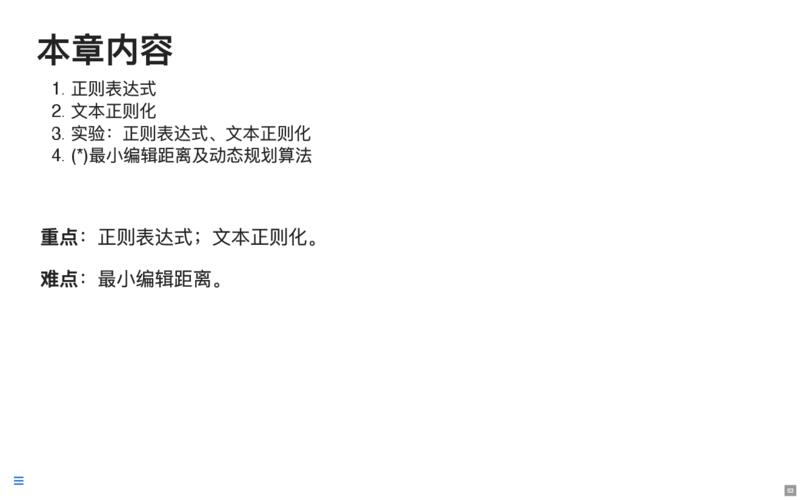 本章内容
1. 正则表达式
2. 文本正则化
3. 实验：正则表达式、文本正则化
4. (*)最小编辑距离及动态规划算法
重点：正则表达式；文本正则化。
难点：最小编辑距离。